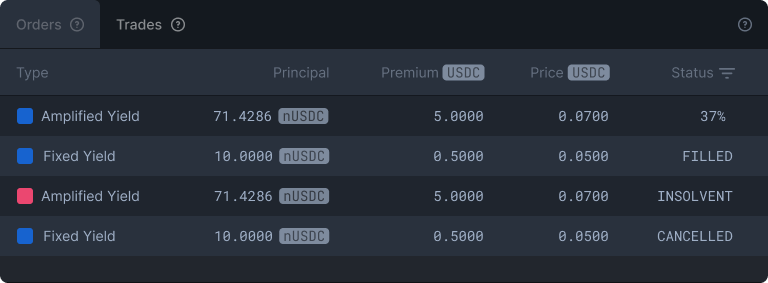 Orders ? Trades ? ?
Type Principal Premium USDC Price USDC Status
Amplified Yield 71.4286 nUSDC 5.0000 0.0700 37%
Fixed Yield 10.0000 nUSDC 0.5000 0.0500 FILLED
Amplified Yield 71.4286 nUSDC 5.0000 0.0700 INSOLVENT
Fixed Yield 10.0000 nUSDC 0.5000 0.0500 CANCELLED